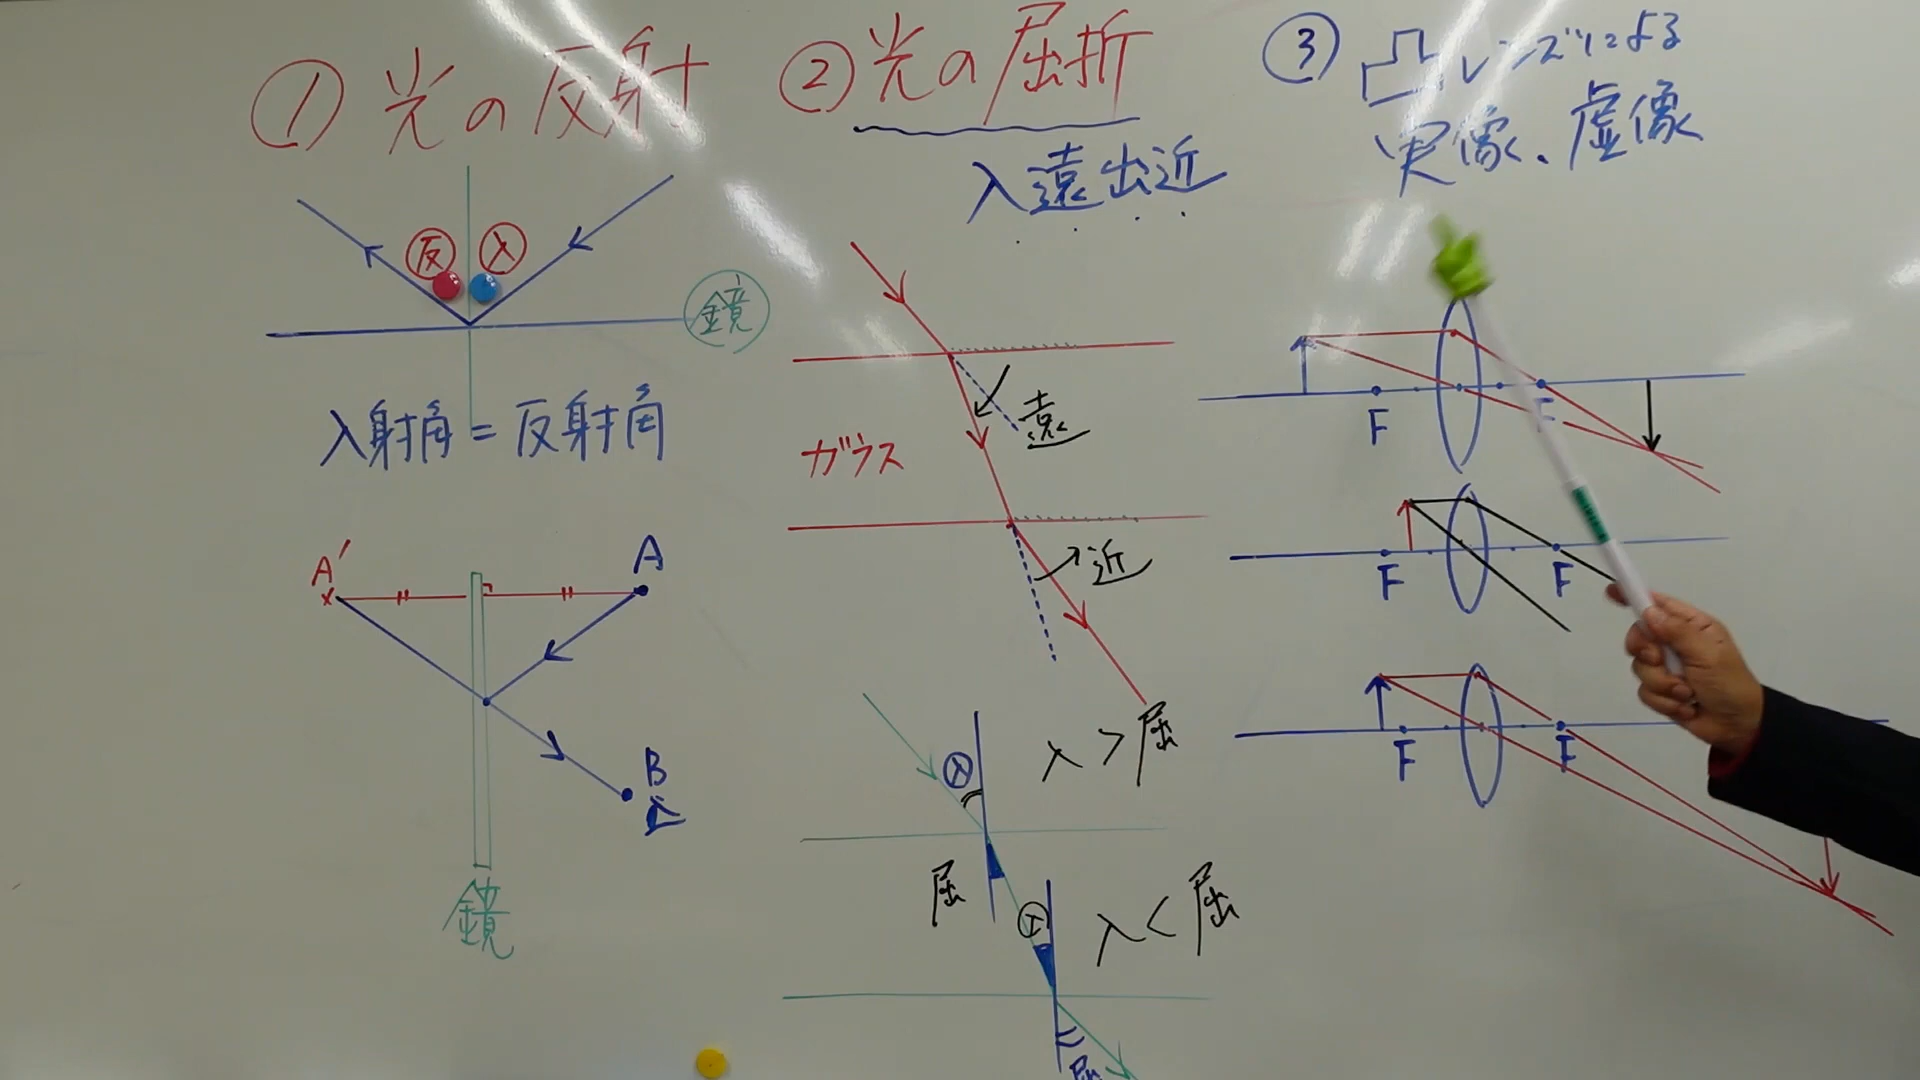 ① 光の反射
反 入
鏡
入射角=反射角
A' A
B
鏡
② 光の屈折
入遠出近
遠
ガラス
近
入>屈
入
屈
入
入<屈
屈
③ 凸レンズによる
実像、虚像
F F
F F
F F